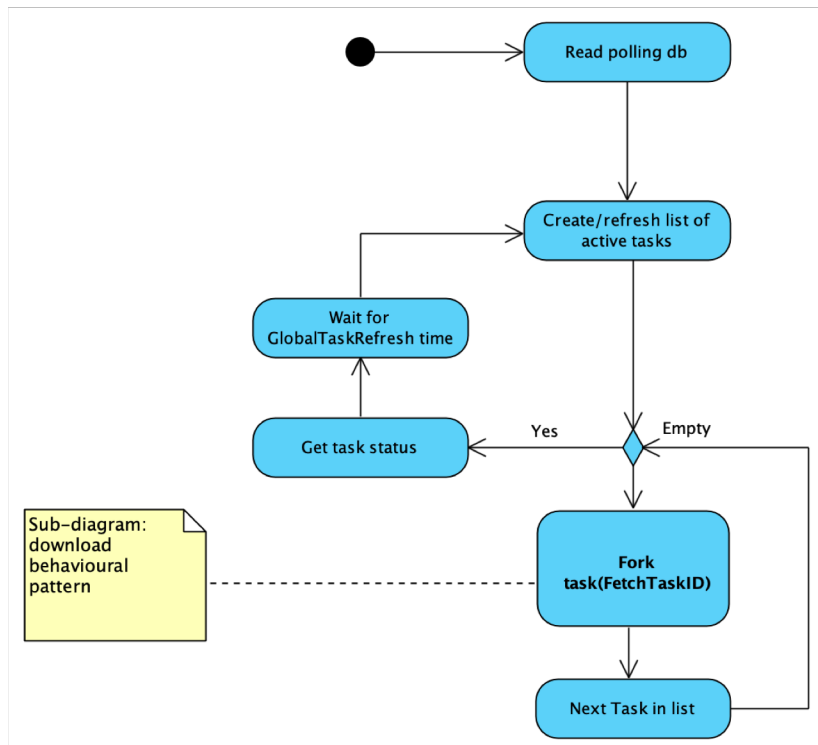 Read polling db
Create/refresh list of
active tasks
Wait for
GlobalTaskRefresh time
Yes
Empty
Get task status
Sub-diagram:
download
behavioural
pattern
Fork
task(FetchTaskID)
Next Task in list